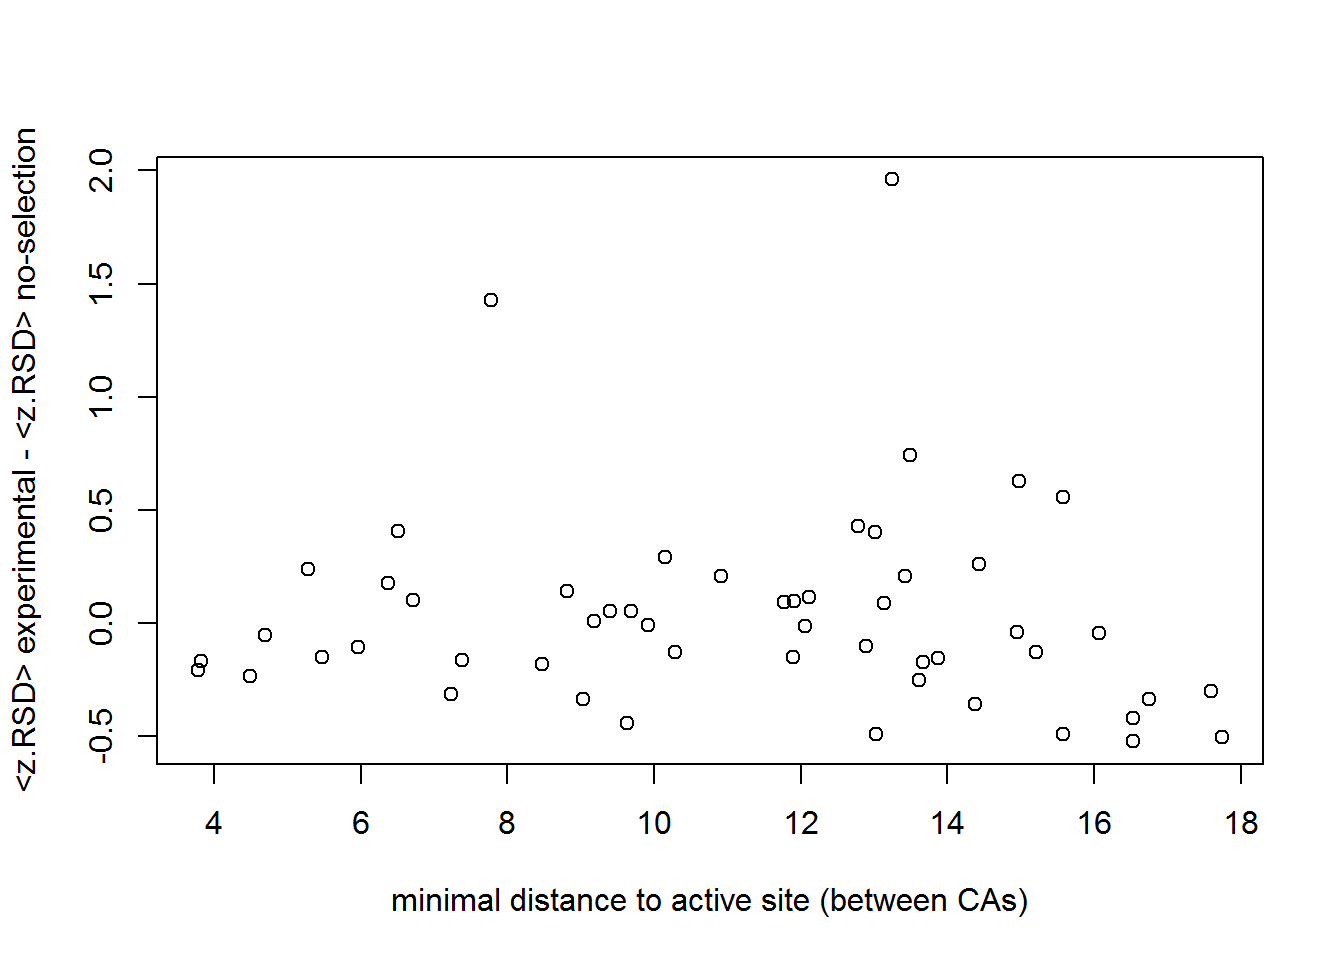 <z.RSD> experimental - <z.RSD> no-selection
2.0
1.5
1.0
0.5
0.0
-0.5
4 6 8 10 12 14 16 18
minimal distance to active site (between CAs)